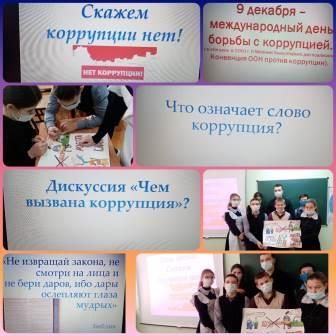 Скажем
коррупции нет!
НЕТ КОРРУПЦИИ!
9 декабря –
международный день
борьбы с коррупцией.
Конвенция ООН против коррупции).
Что означает слово
коррупция?
Дискуссия «Чем
вызвана коррупция»?
«Не извращай закона, не
смотри на лица и
не бери даров, ибо дары
ослепляют глаза
мудрых»
Библия